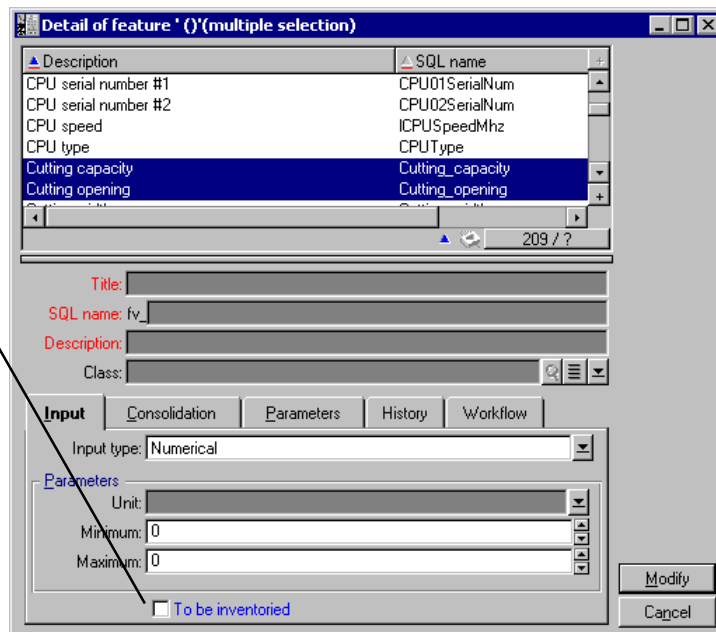 Detail of feature ' ()'(multiple selection)
Description SQL name +
CPU serial number #1 CPU01SerialNum
CPU serial number #2 CPU02SerialNum
CPU speed ICPUSpeedMhz
CPU type CPUType
Cutting capacity Cutting_capacity
Cutting opening Cutting_opening
+
209 / ?
Title:
SQL name: fv_
Description:
Class:
Input Consolidation Parameters History Workflow
Input type: Numerical
Parameters
Unit:
Minimum: 0
Maximum: 0
Modify
To be inventoried
Cancel